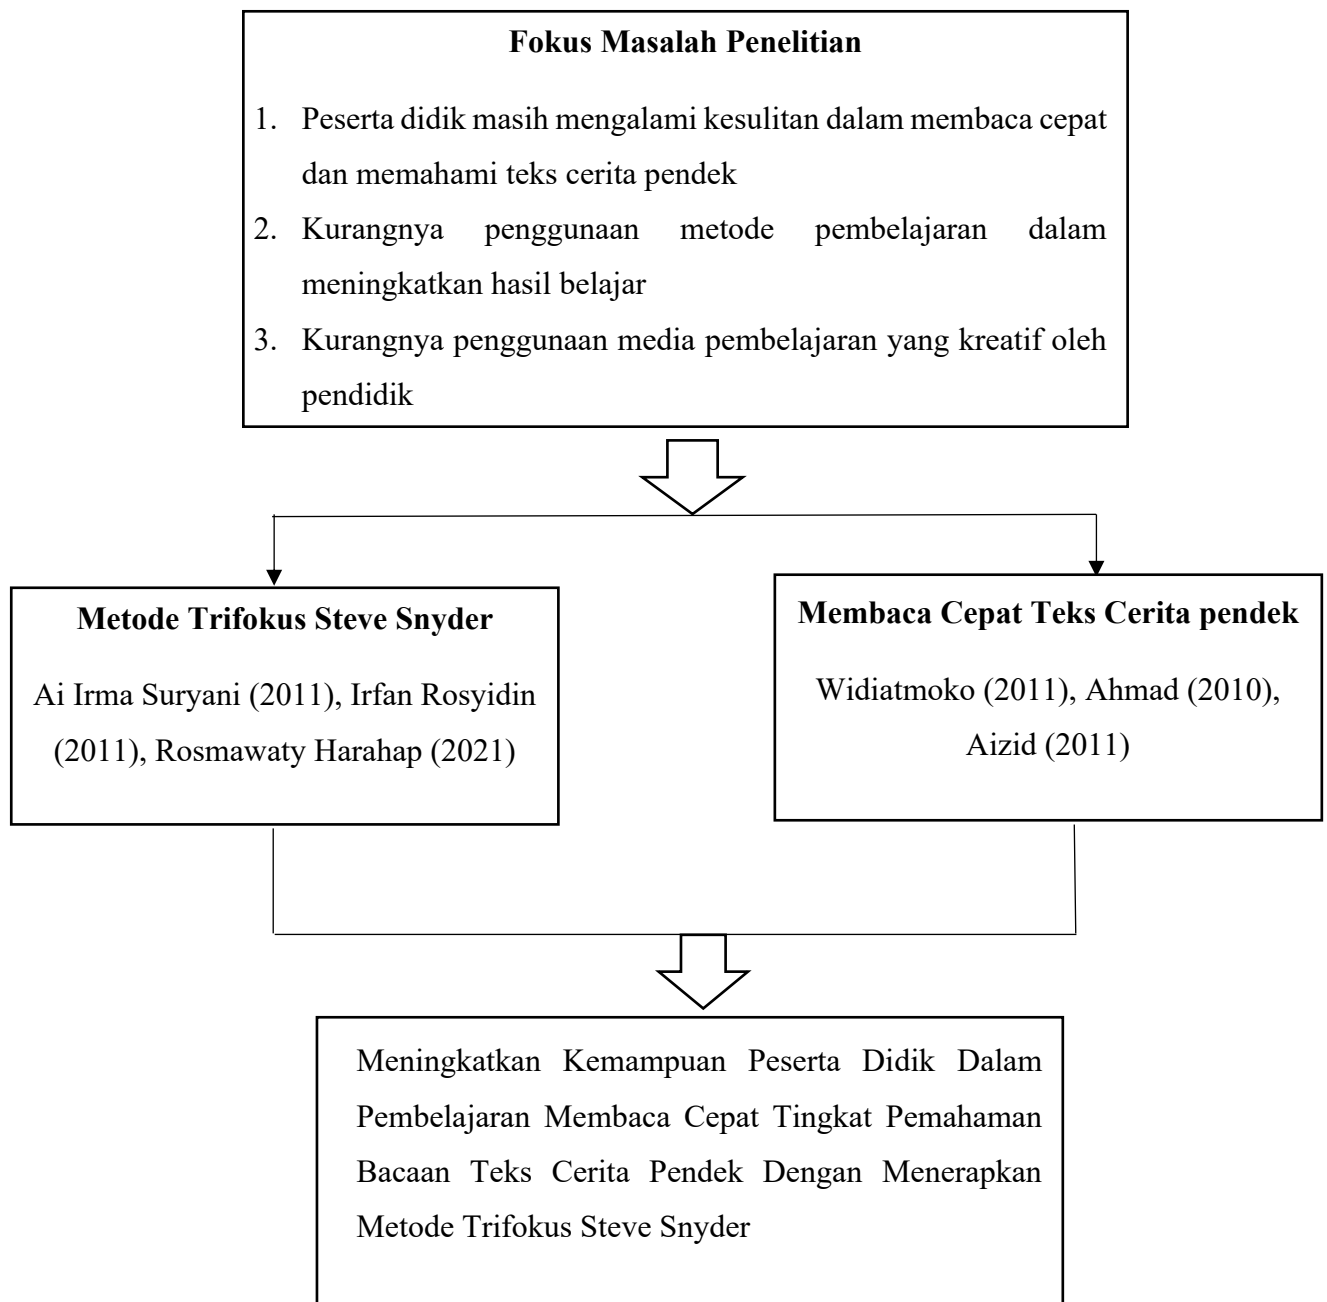 Fokus Masalah Penelitian
1. Peserta didik masih mengalami kesulitan dalam membaca cepat
dan memahami teks cerita pendek
2. Kurangnya penggunaan metode pembelajaran dalam
meningkatkan hasil belajar
3. Kurangnya penggunaan media pembelajaran yang kreatif oleh
pendidik
Metode Trifokus Steve Snyder
Ai Irma Suryani (2011), Irfan Rosyidin
(2011), Rosmawaty Harahap (2021)
Membaca Cepat Teks Cerita pendek
Widiatmoko (2011), Ahmad (2010),
Aizid (2011)
Meningkatkan Kemampuan Peserta Didik Dalam
Pembelajaran Membaca Cepat Tingkat Pemahaman
Bacaan Teks Cerita Pendek Dengan Menerapkan
Metode Trifokus Steve Snyder